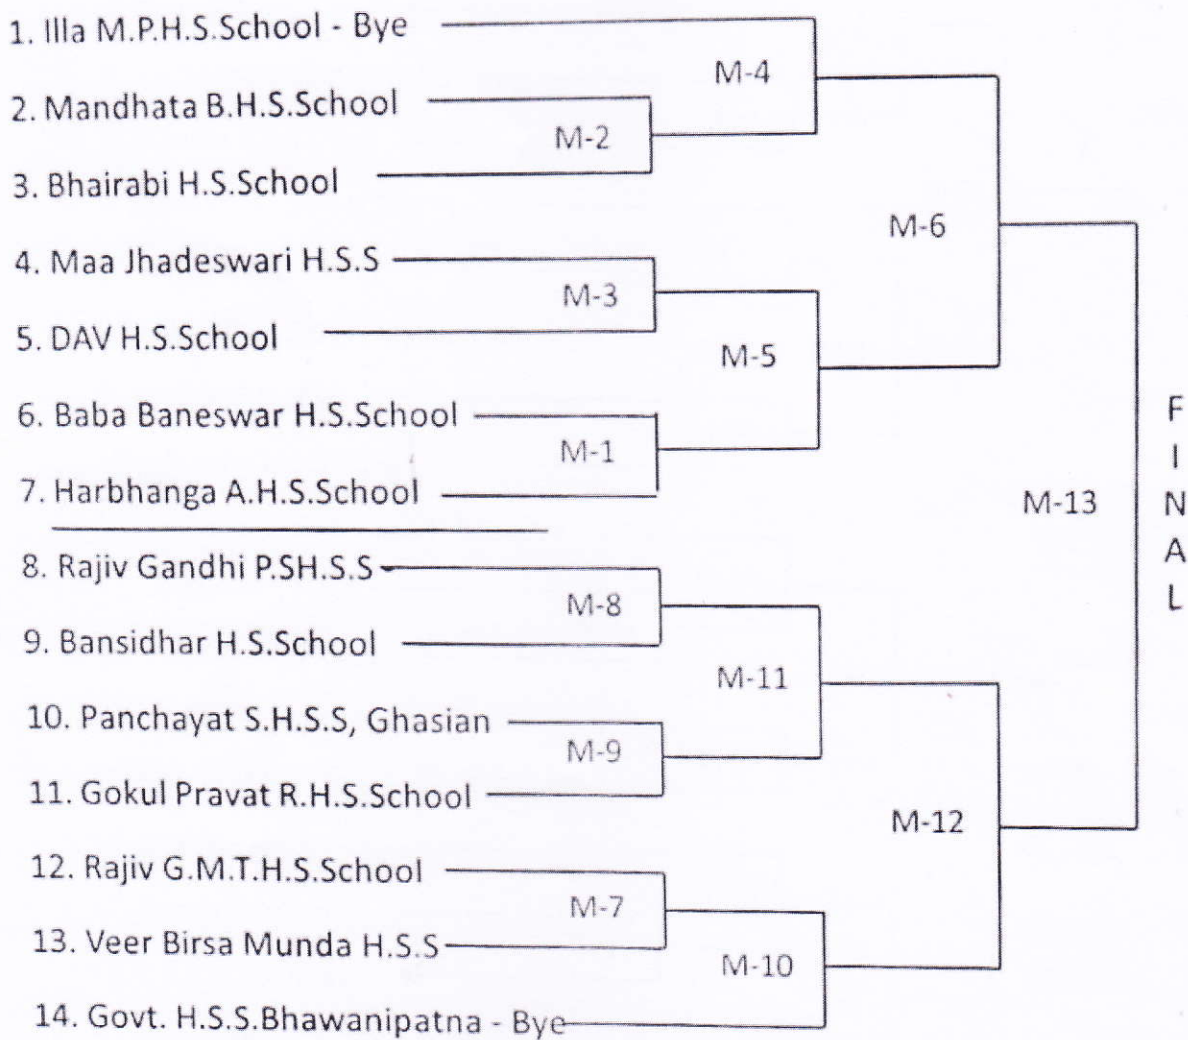 1. Illa M.P.H.S.School - Bye
M-4
2. Mandhata B.H.S.School
M-2
3. Bhairabi H.S.School
M-6
4. Maa Jhadeswari H.S.S
M-3
5. DAV H.S.School
M-5
6. Baba Baneswar H.S.School
M-1
7. Harbhanga A.H.S.School
M-13
FINAL
8. Rajiv Gandhi P.SH.S.S
M-8
9. Bansidhar H.S.School
M-11
10. Panchayat S.H.S.S, Ghasian
M-9
11. Gokul Pravat R.H.S.School
M-12
12. Rajiv G.M.T.H.S.School
M-7
13. Veer Birsa Munda H.S.S
M-10
14. Govt. H.S.S.Bhawanipatna - Bye